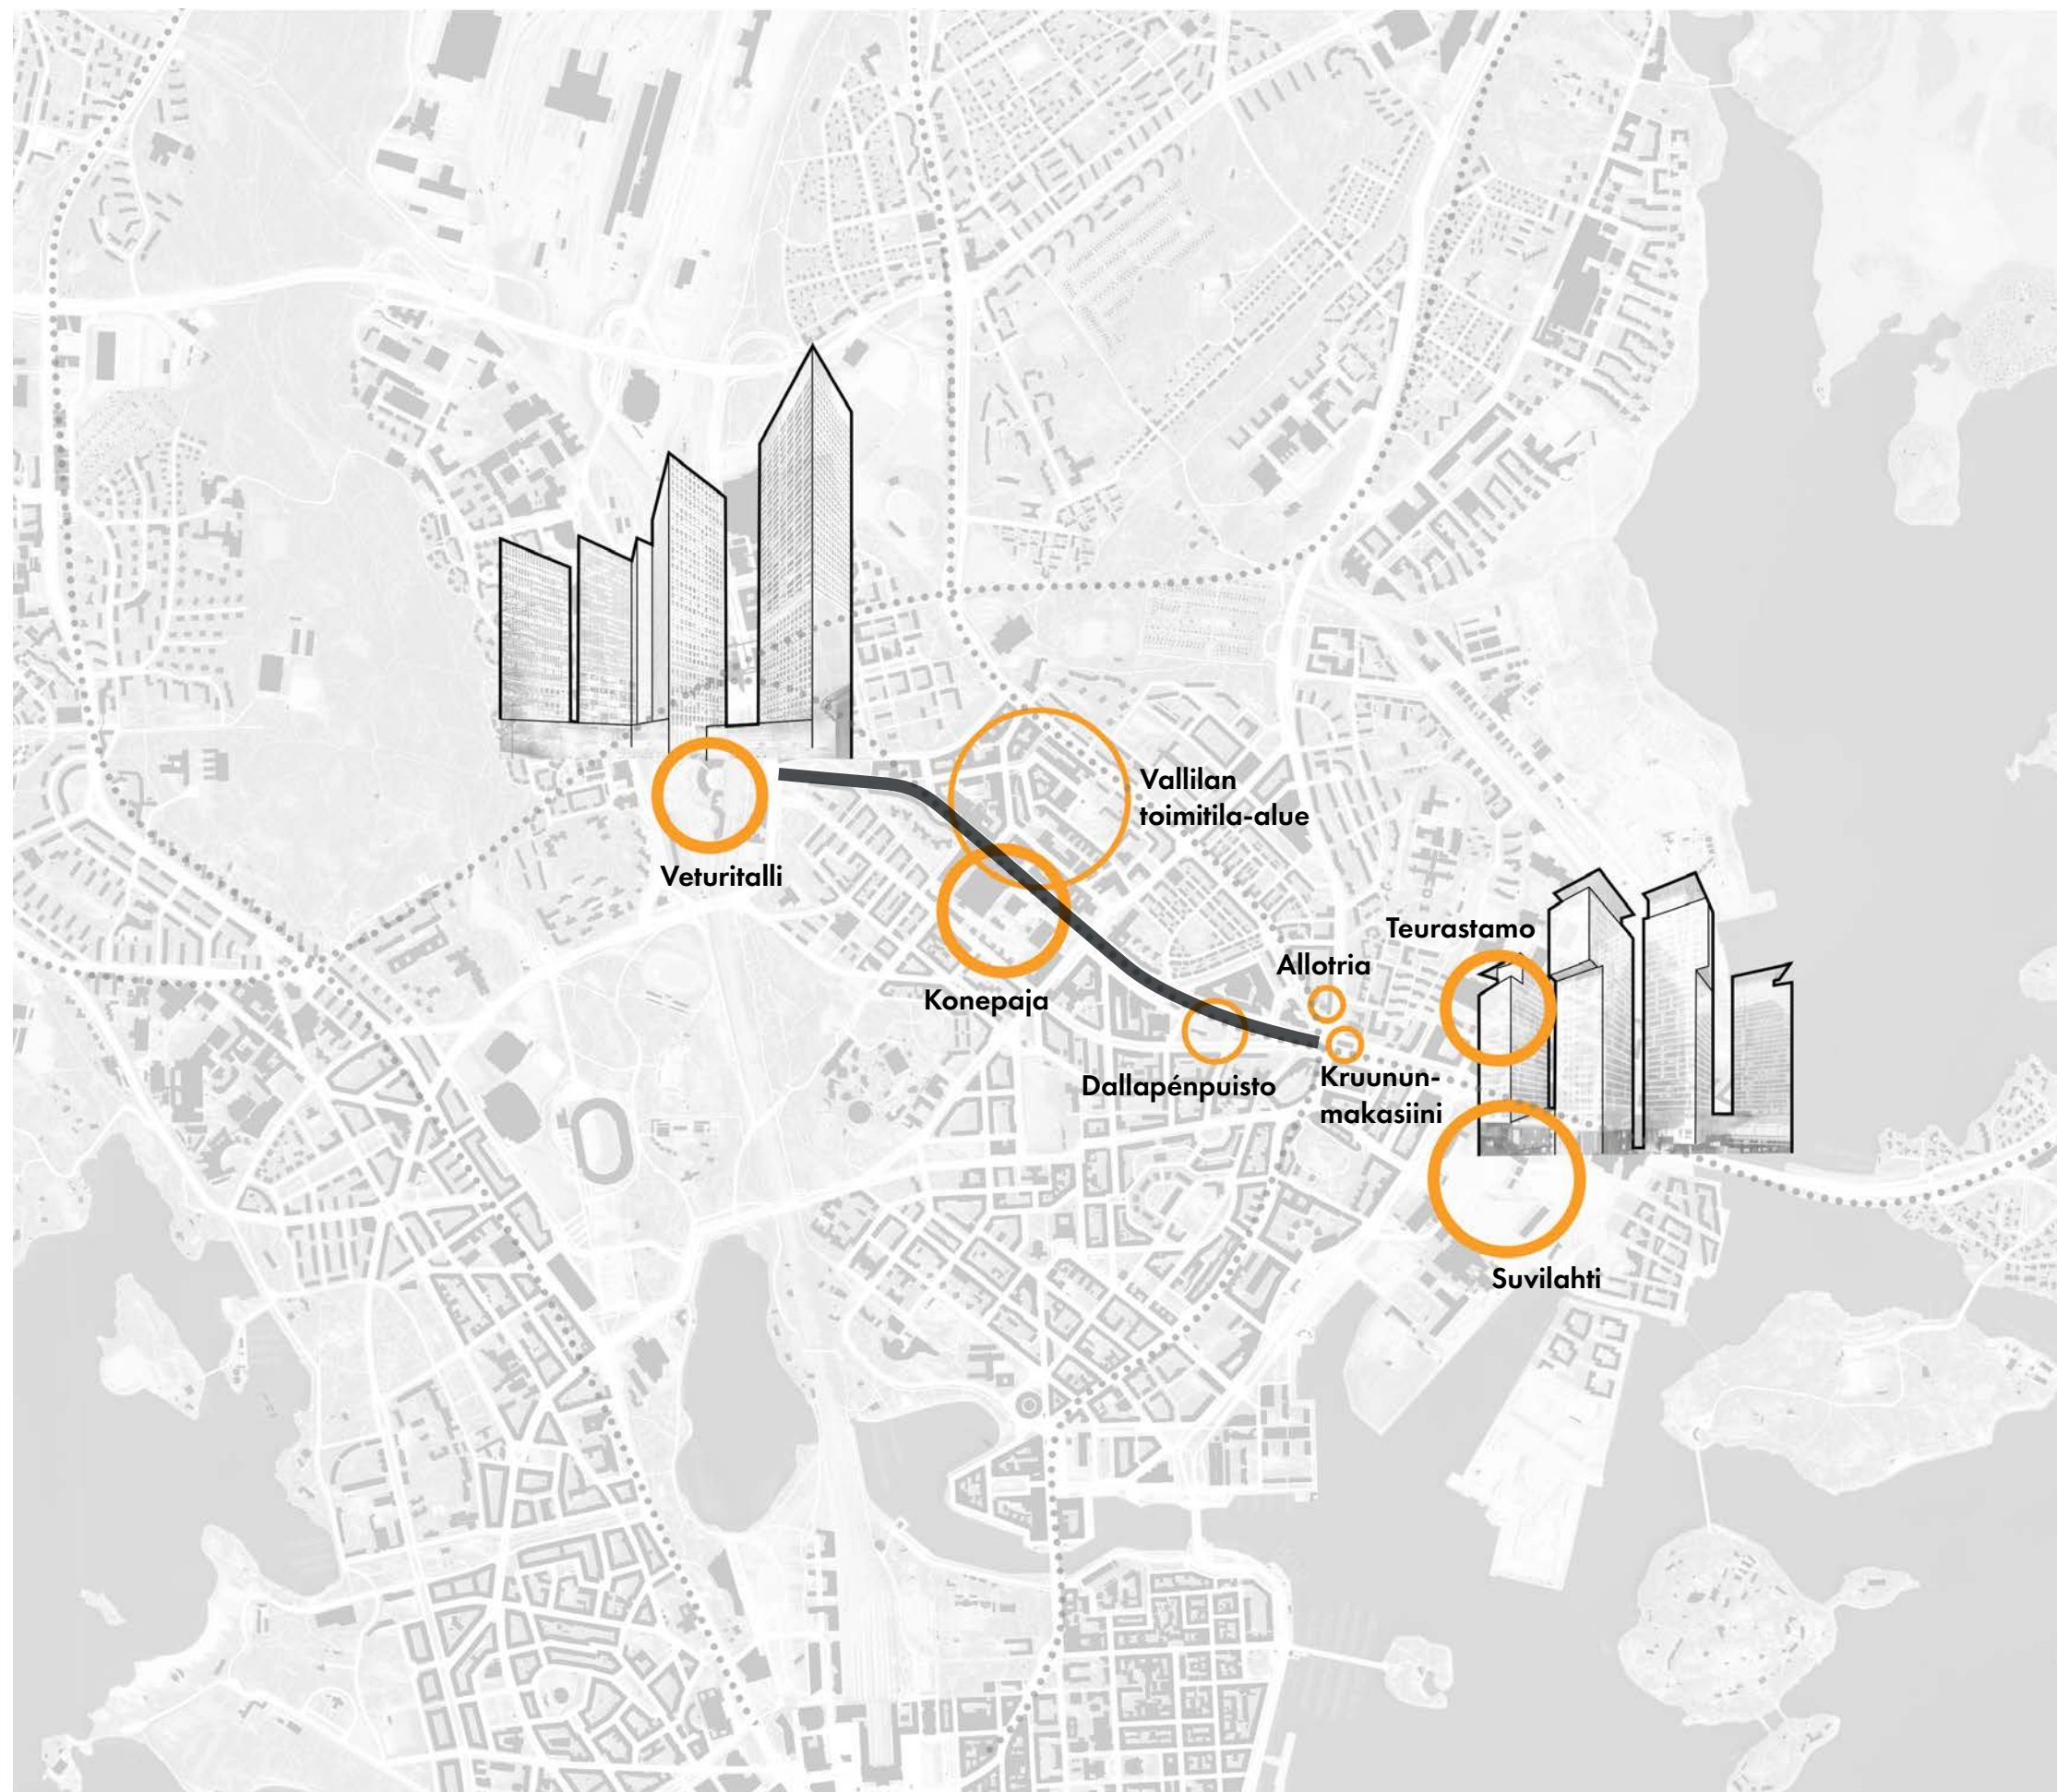 Vallilan
toimitila-alue
Veturitalli
Teurastamo
Allotria
Konepaja
Dallapénpuisto
Kruunun-
makasiini
Suvilahti